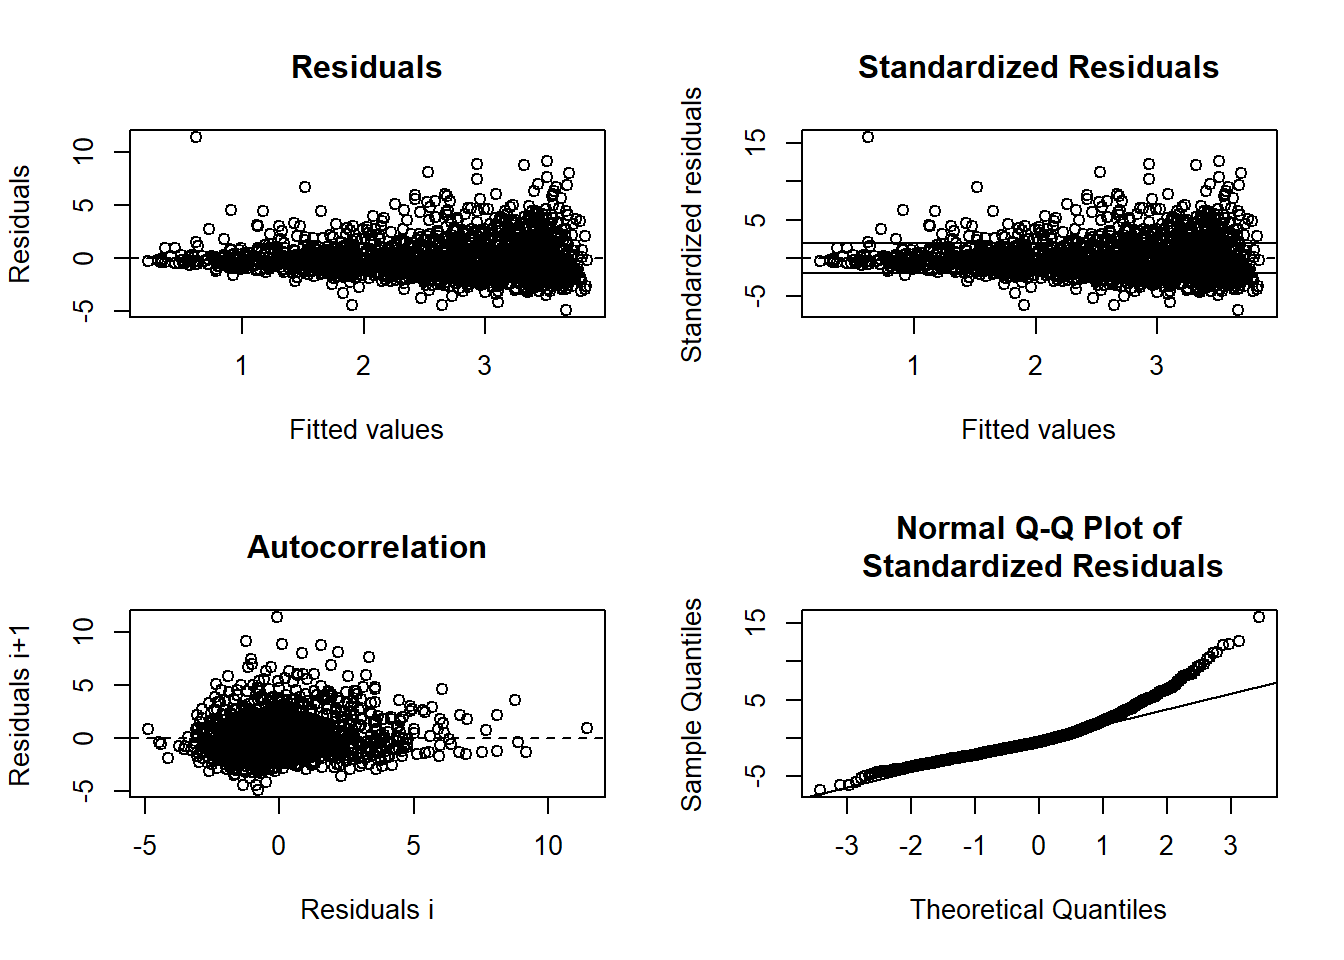 Residuals
Residuals
10
5
0
-5
1 2 3
Fitted values
Standardized Residuals
Standardized residuals
15
5
-5
1 2 3
Fitted values
Autocorrelation
Residuals i+1
10
5
0
-5
-5 0 5 10
Residuals i
Normal Q-Q Plot of
Standardized Residuals
Sample Quantiles
15
5
-5
-3 -2 -1 0 1 2 3
Theoretical Quantiles